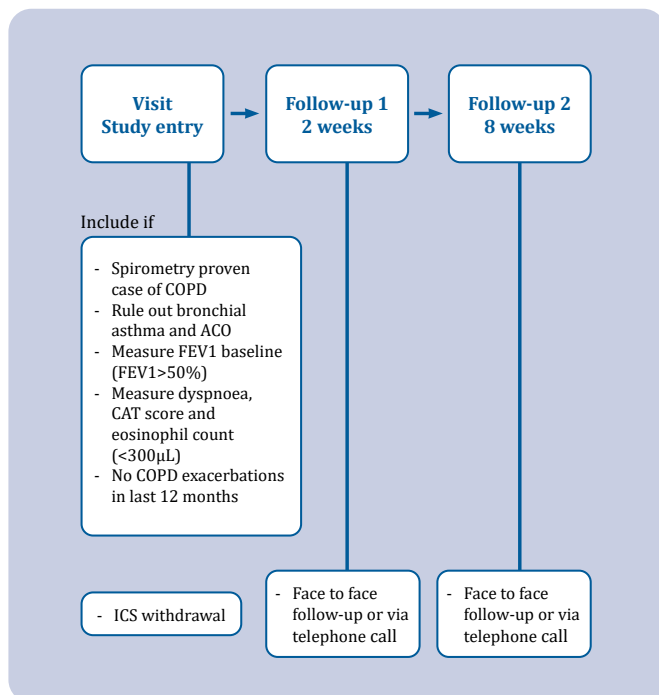 Visit
Study entry
Follow-up 1
2 weeks
Follow-up 2
8 weeks
Include if
- Spirometry proven
case of COPD
- Rule out bronchial
asthma and ACO
- Measure FEV1 baseline
(FEV1>50%)
- Measure dyspnoea,
CAT score and
eosinophil count
(<300µL)
- No COPD exacerbations
in last 12 months
- ICS withdrawal
- Face to face
follow-up or via
telephone call
- Face to face
follow-up or via
telephone call